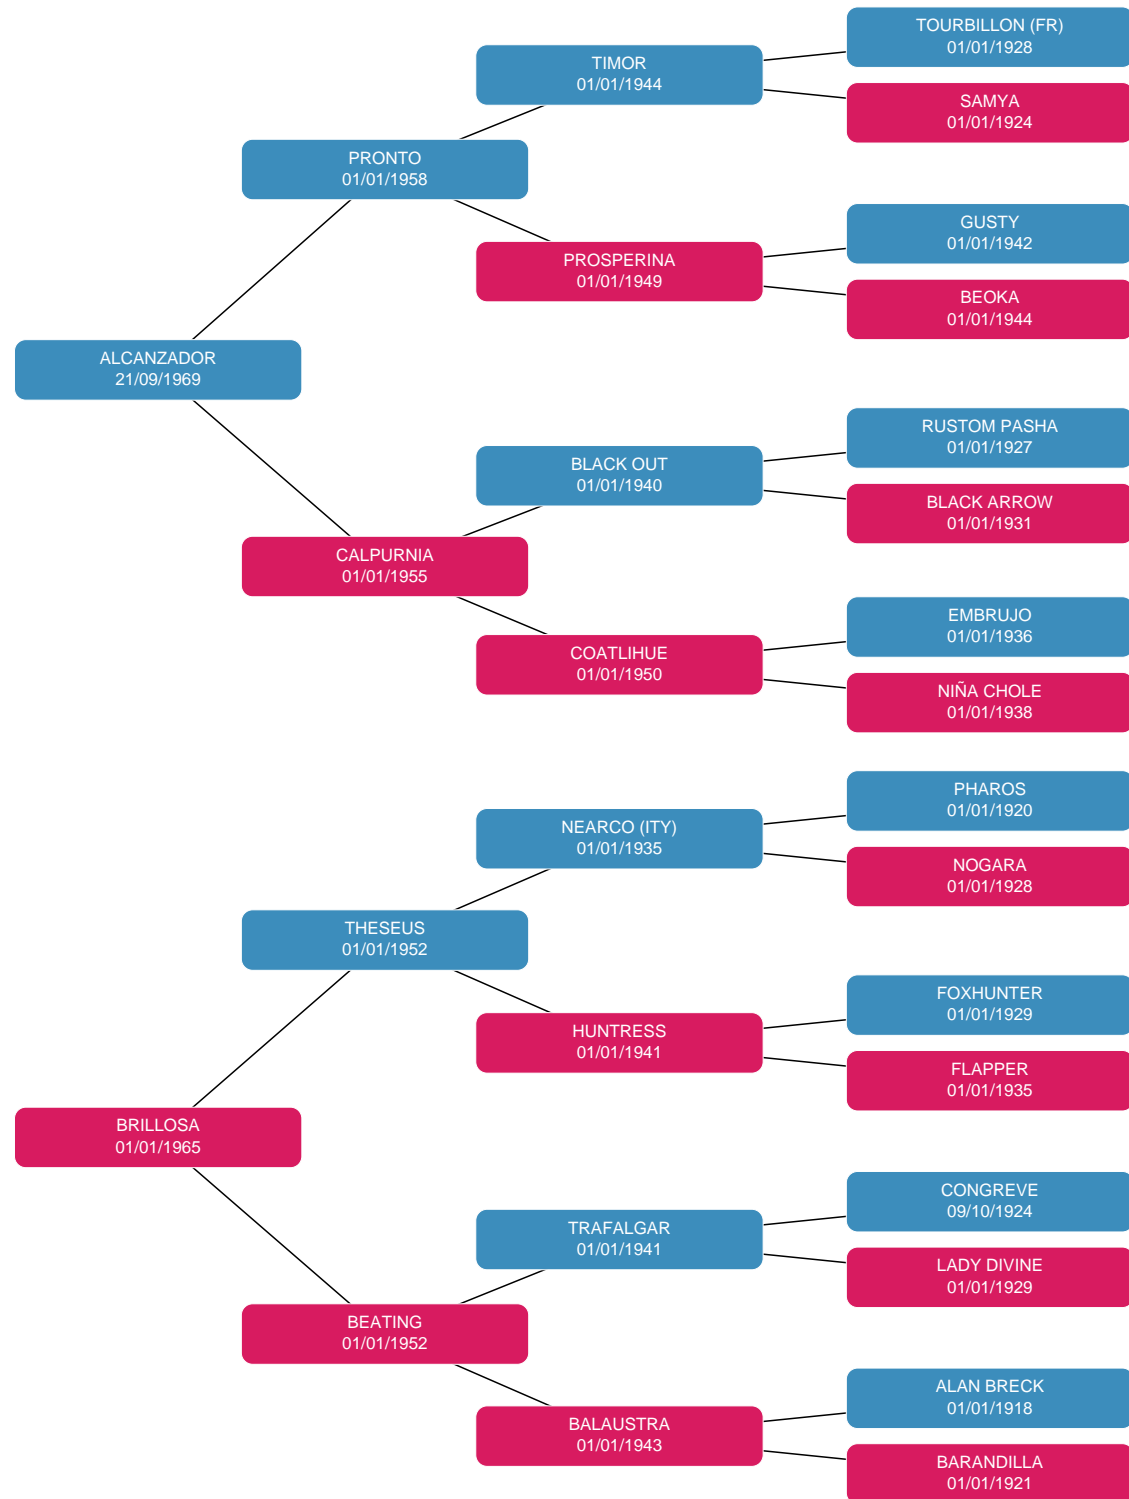 TOURBILLON (FR)
01/01/1928
TIMOR
01/01/1944
SAMYA
01/01/1924
PRONTO
01/01/1958
GUSTY
01/01/1942
PROSPERINA
01/01/1949
BEOKA
01/01/1944
ALCANZADOR
21/09/1969
RUSTOM PASHA
01/01/1927
BLACK OUT
01/01/1940
BLACK ARROW
01/01/1931
CALPURNIA
01/01/1955
EMBRUJO
01/01/1936
COATLIHUE
01/01/1950
NIÑA CHOLE
01/01/1938
PHAROS
01/01/1920
NEARCO (ITY)
01/01/1935
NOGARA
01/01/1928
THESEUS
01/01/1952
FOXHUNTER
01/01/1929
HUNTRESS
01/01/1941
FLAPPER
01/01/1935
BRILLOSA
01/01/1965
CONGREVE
09/10/1924
TRAFALGAR
01/01/1941
LADY DIVINE
01/01/1929
BEATING
01/01/1952
ALAN BRECK
01/01/1918
BALAUSTRA
01/01/1943
BARANDILLA
01/01/1921